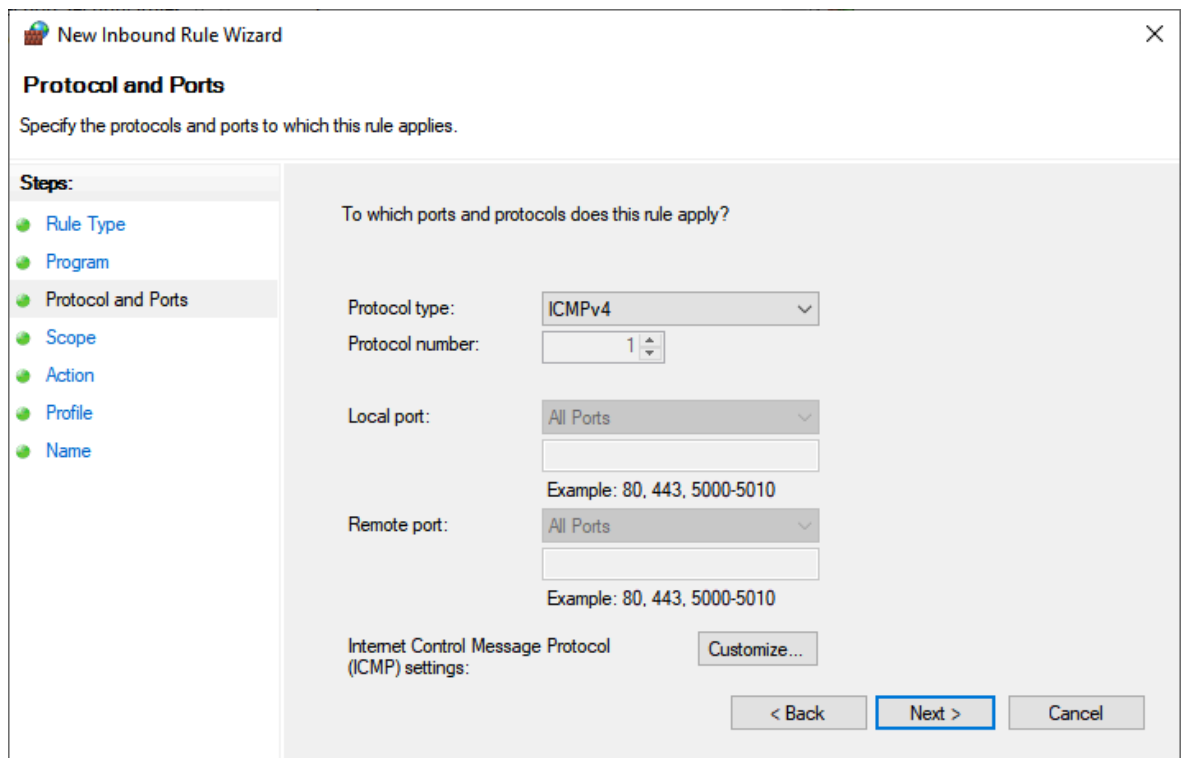 New Inbound Rule Wizard
Protocol and Ports
Specify the protocols and ports to which this rule applies.
Steps:
Rule Type
Program
Protocol and Ports
Scope
Action
Profile
Name
To which ports and protocols does this rule apply?
Protocol type: ICMPv4
Protocol number: 1
Local port: All Ports
Example: 80, 443, 5000-5010
Remote port: All Ports
Example: 80, 443, 5000-5010
Internet Control Message Protocol
(ICMP) settings:
Customize...
< Back Next > Cancel